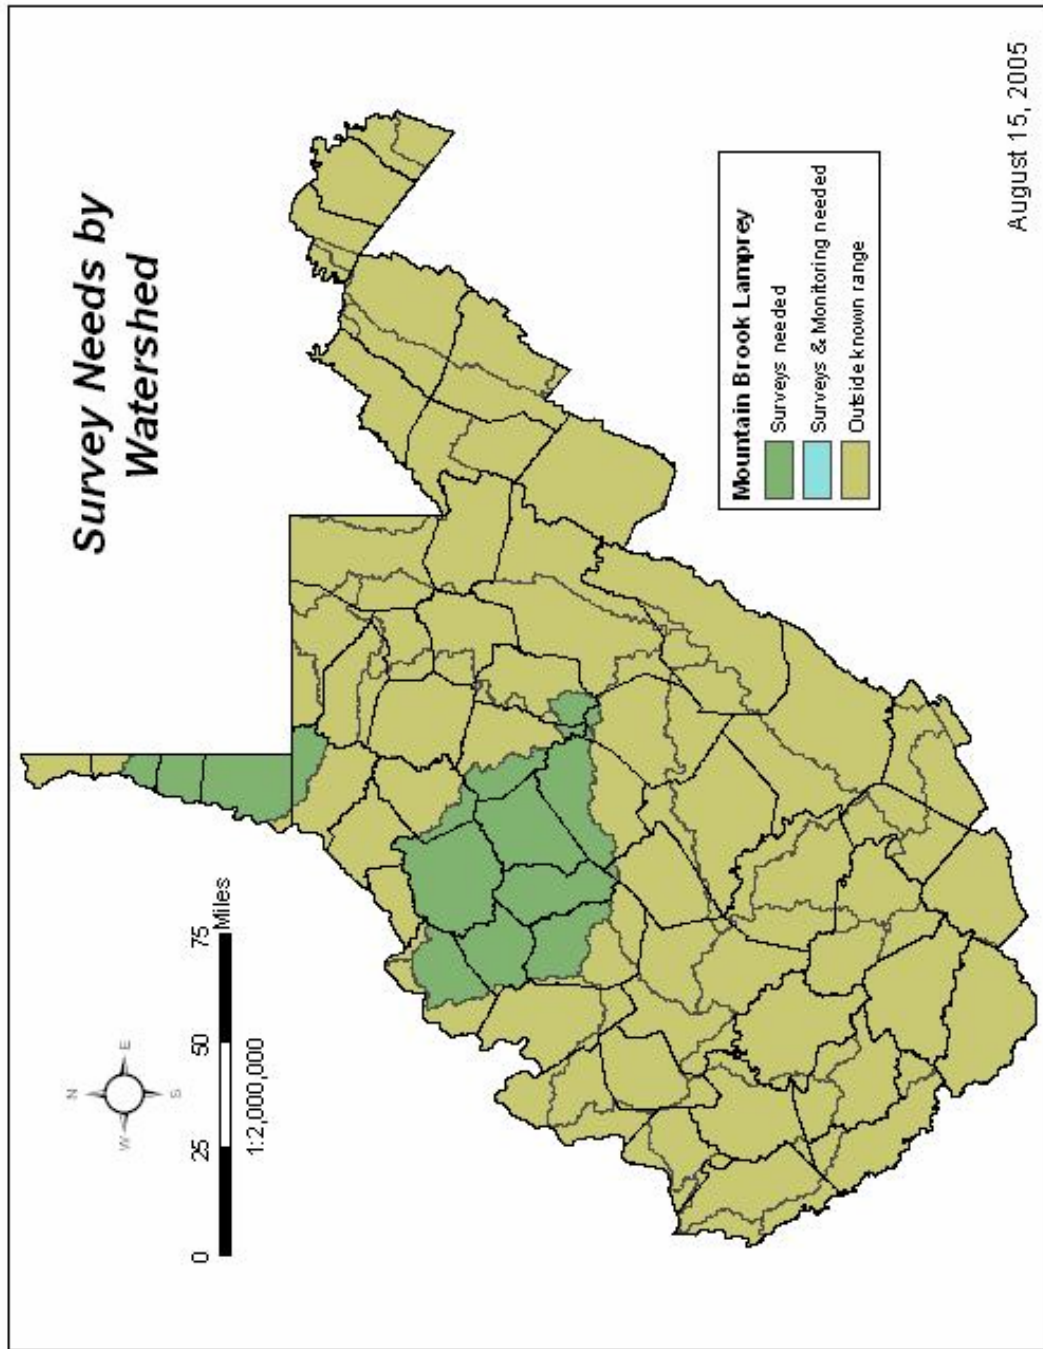 Survey Needs by
Watershed
N
W
E
S
0
25
50
75
Miles
1:2,000,000
Mountain Brook Lamprey
Surveys needed
Surveys & Monitoring needed
Outside known range
August 15, 2005